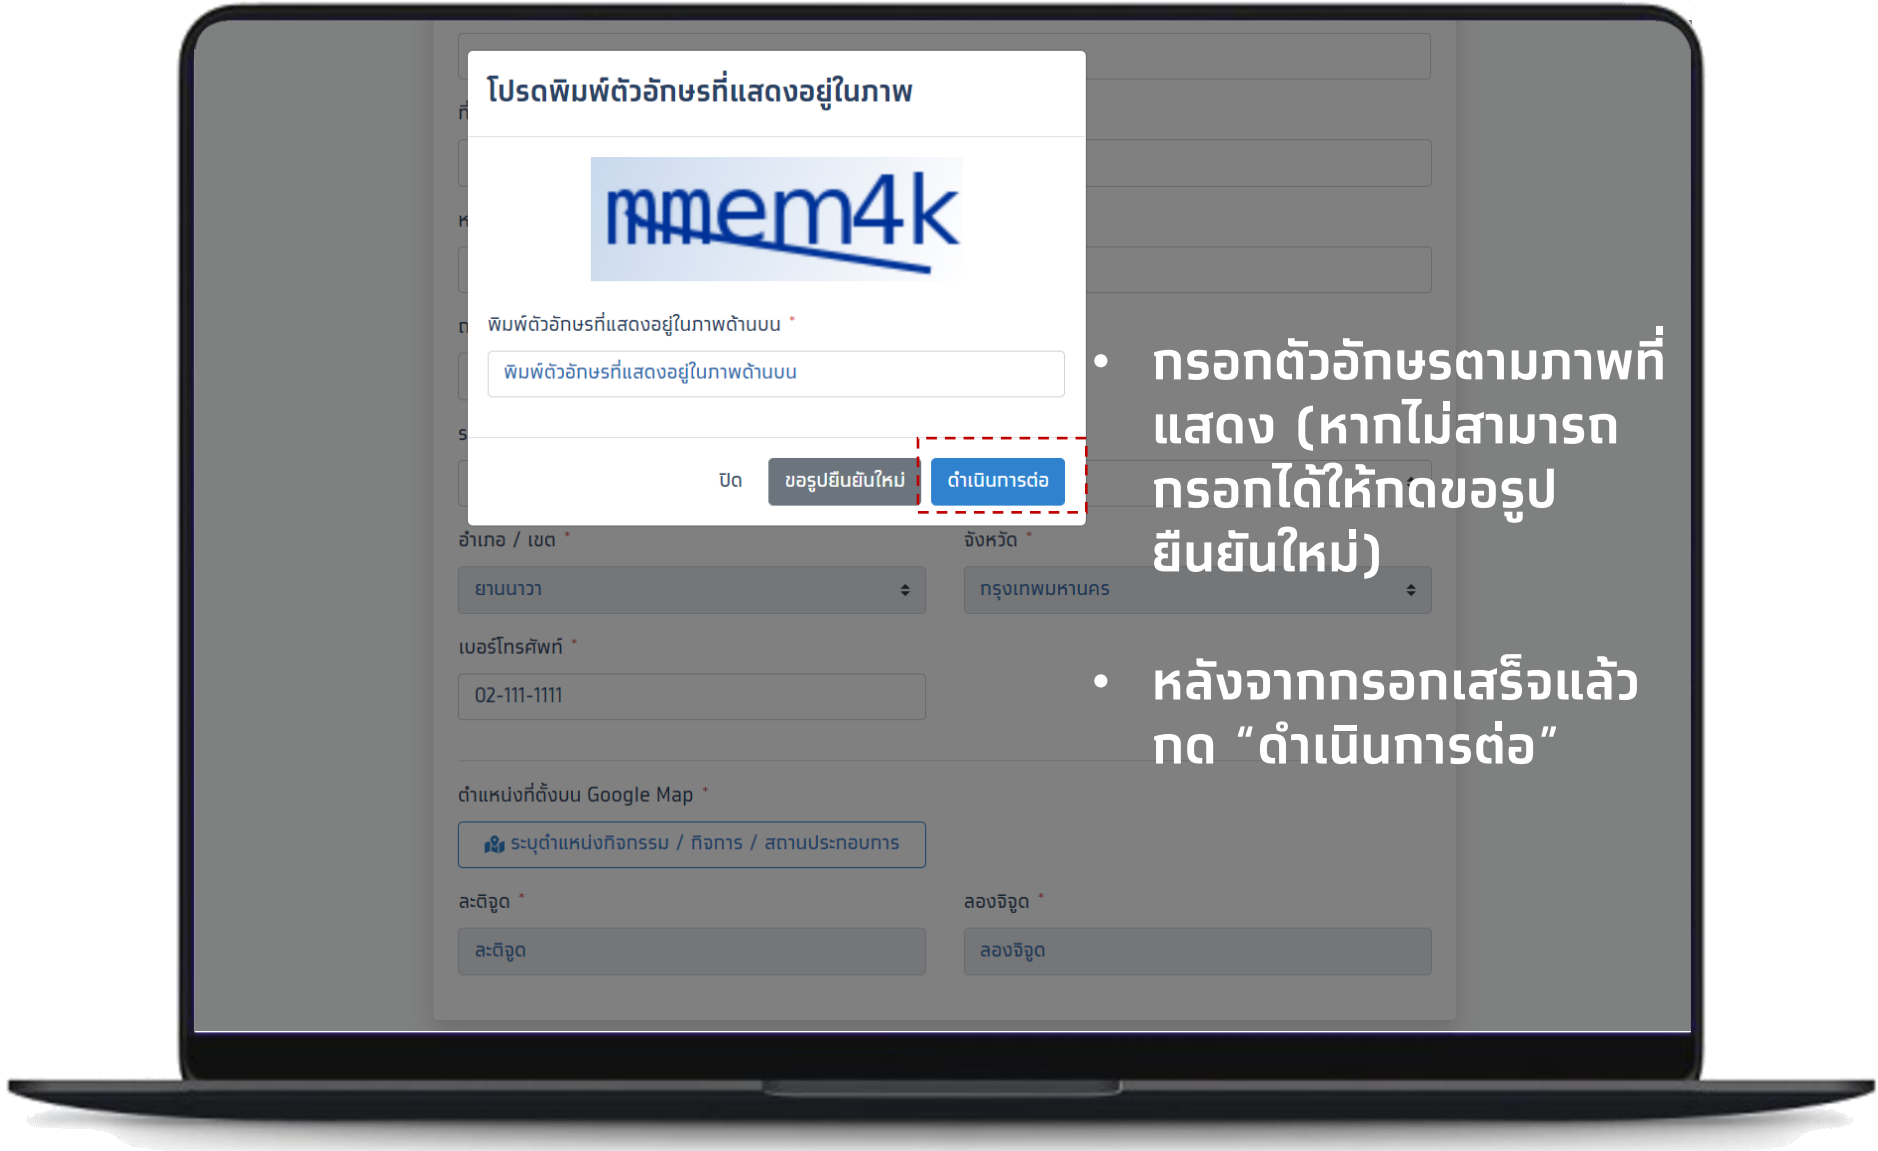 โปรดพิมพ์ตัวอักษรที่แสดงอยู่ในภาพ
mmem4k
พิมพ์ตัวอักษรที่แสดงอยู่ในภาพด้านบน *
พิมพ์ตัวอักษรที่แสดงอยู่ในภาพด้านบน
ปิด ขอรูปยืนยันใหม่ ดำเนินการต่อ
อำเภอ / เขต * จังหวัด *
ยานนาวา กรุงเทพมหานคร
เบอร์โทรศัพท์ *
02-111-1111
ตำแหน่งที่ตั้งบน Google Map *
ระบุตำแหน่งกิจกรรม / กิจการ / สถานประกอบการ
ละติจูด * ลองจิจูด *
ละติจูด ลองจิจูด
• กรอกตัวอักษรตามภาพที่
แสดง (หากไม่สามารถ
กรอกได้ให้กดขอรูป
ยืนยันใหม่)
• หลังจากกรอกเสร็จแล้ว
กด “ดำเนินการต่อ”